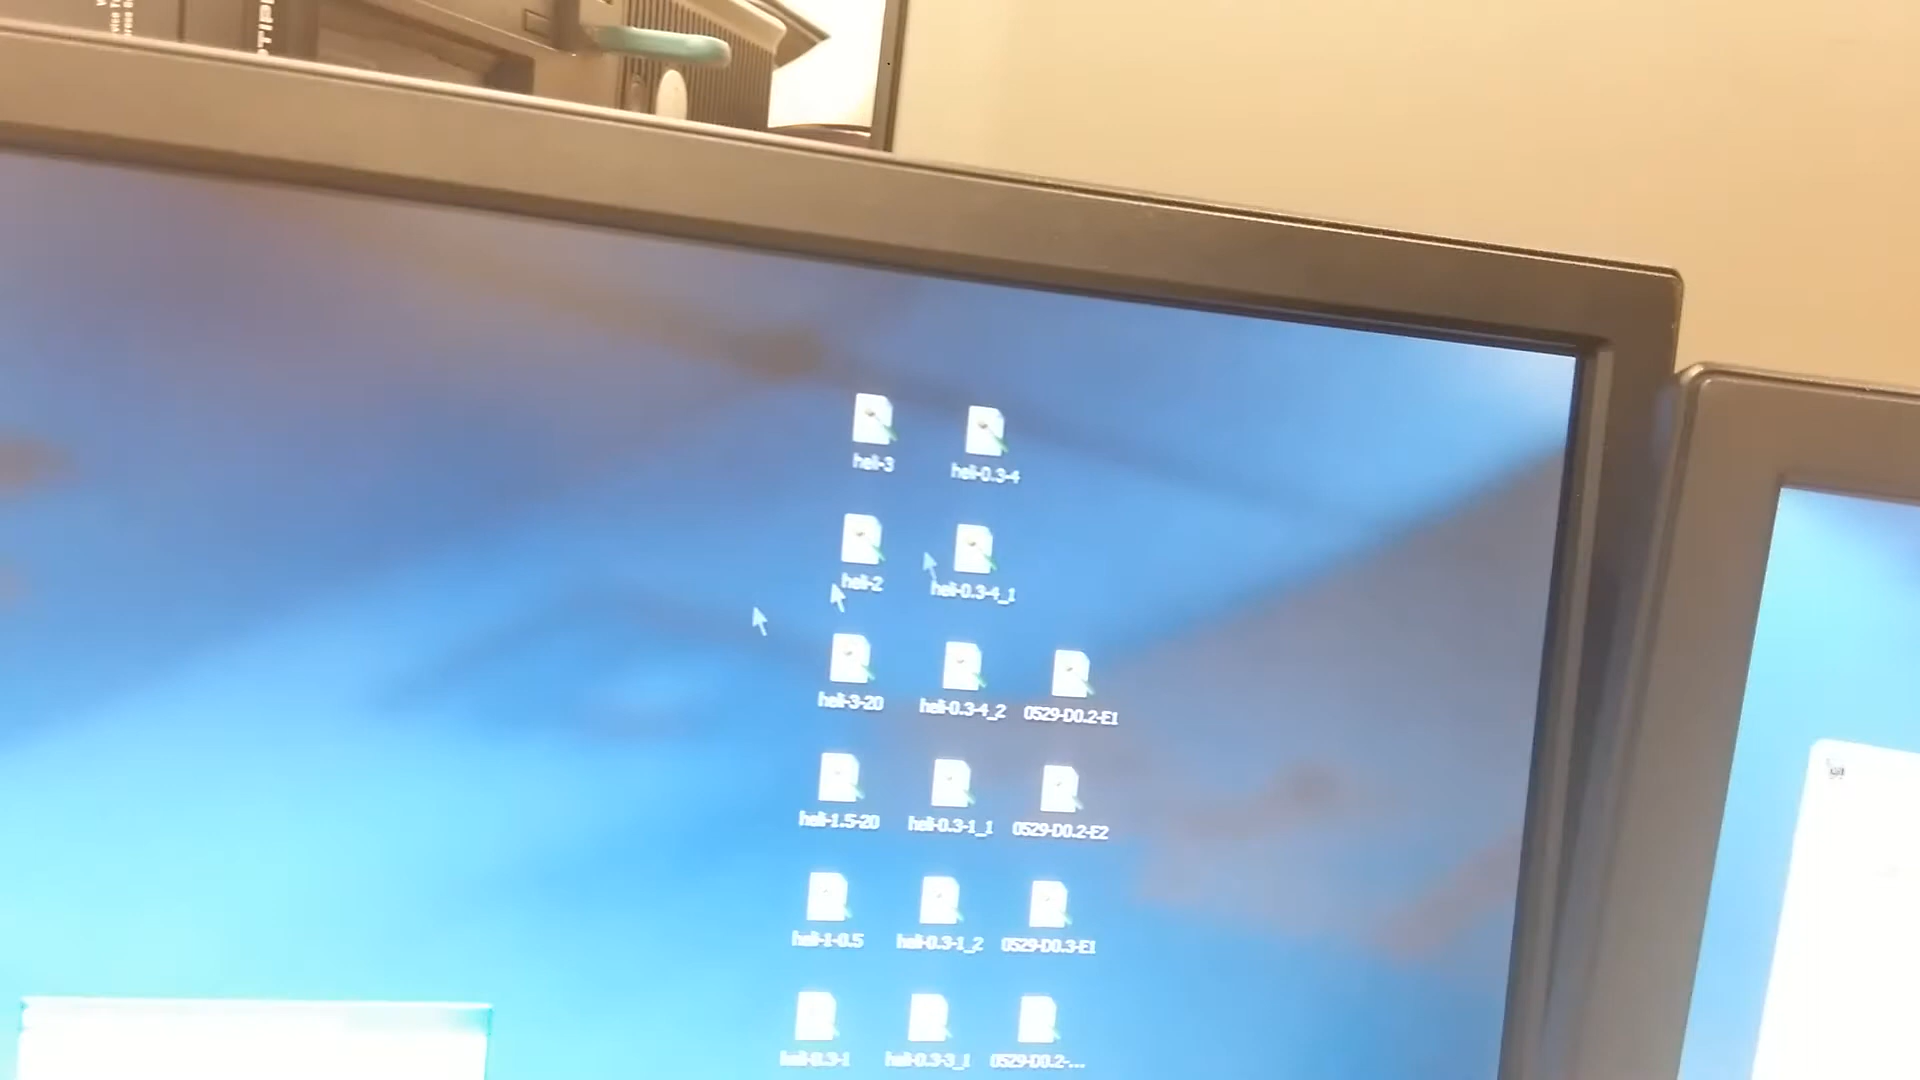 heli-3
heli-0.3-4
heli-2
heli-0.3-4_1
heli-3-20
heli-0.3-4_2
0529-D0.2-E1
heli-1.5-20
heli-0.3-1_1
0529-D0.2-E2
heli-1-0.5
heli-0.3-1_2
0529-D0.3-E1
heli-0.3-1
heli-0.3-3_1
0529-D0.2-...